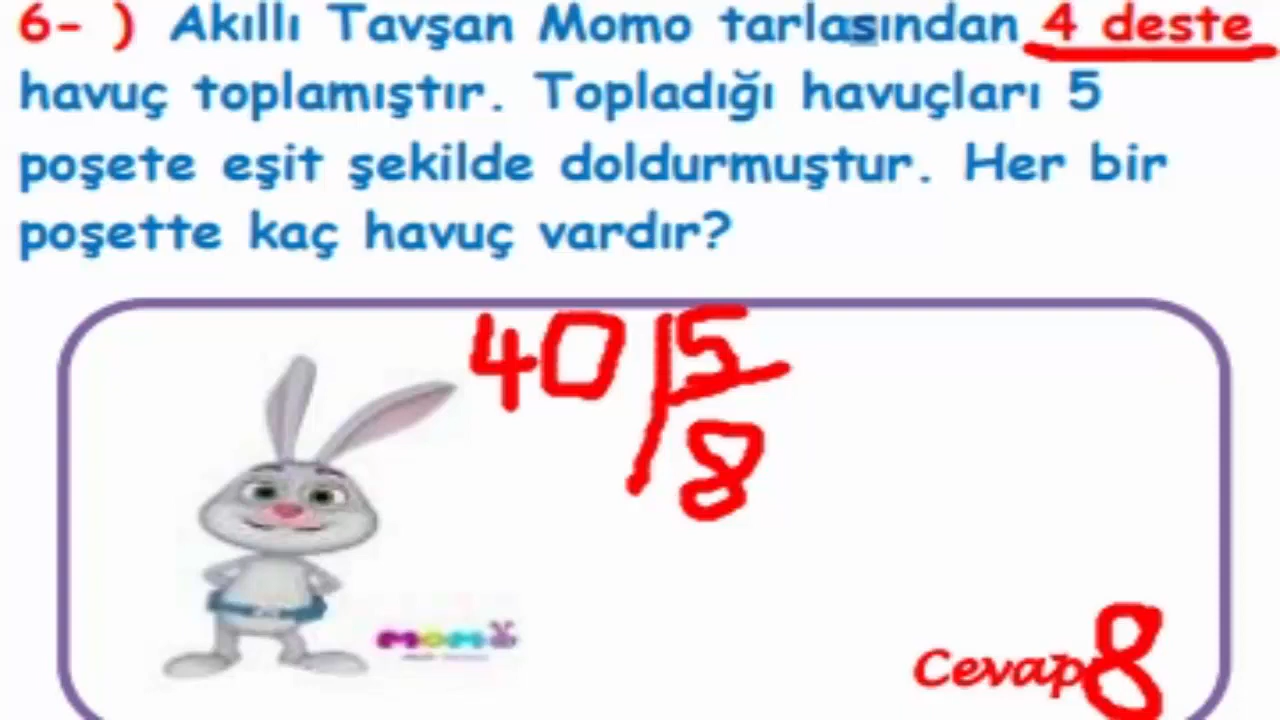 6- ) Akıllı Tavşan Momo tarlasından 4 deste
havuç toplamıştır. Topladığı havuçları 5
poşete eşit şekilde doldurmuştur. Her bir
poşette kaç havuç vardır?
40 5
8
momo
Cevap 8